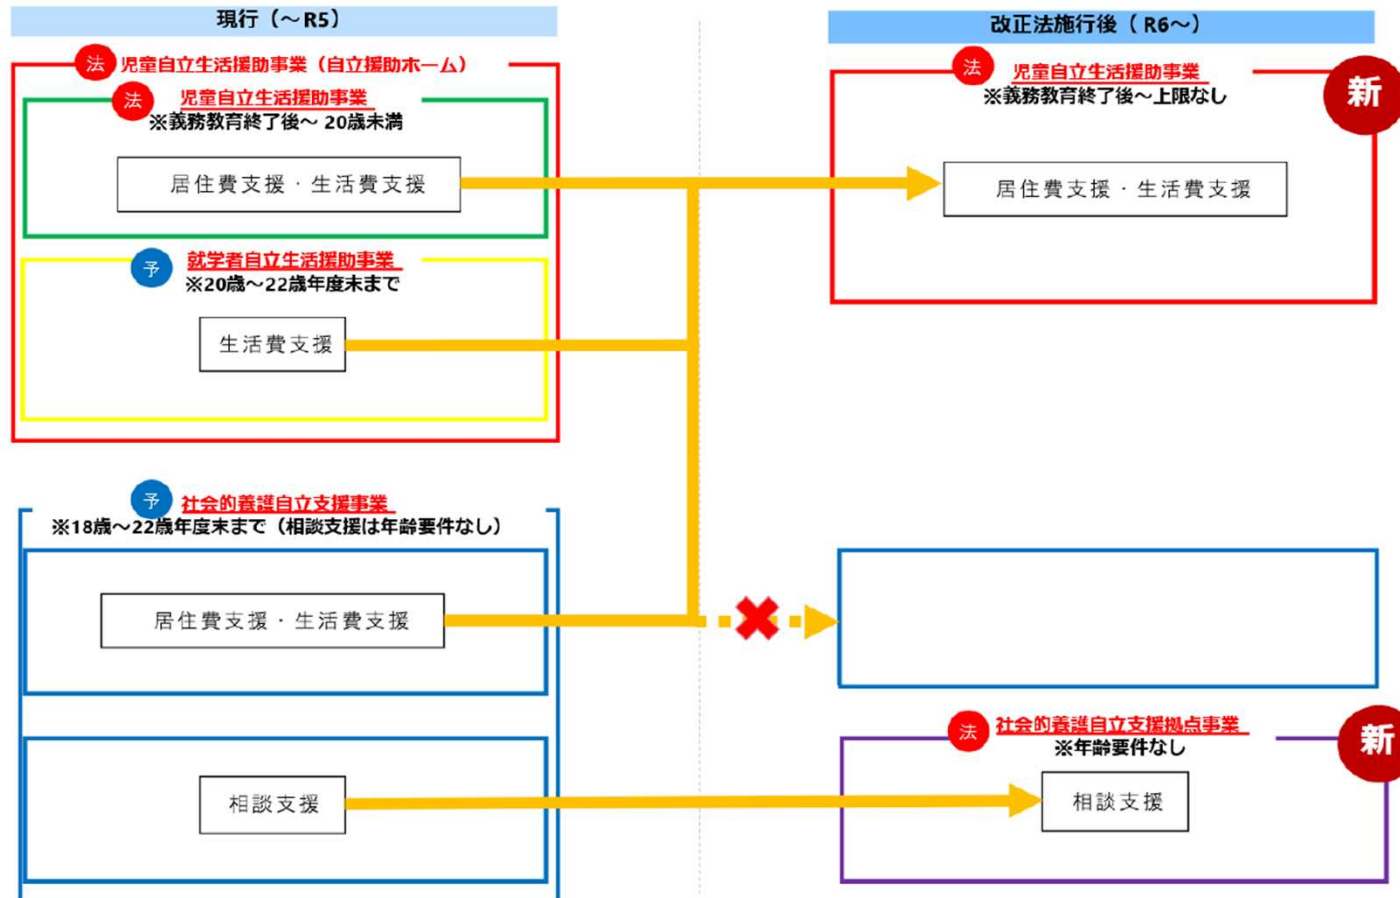 現行（～R5）
法 児童自立生活援助事業（自立援助ホーム）
法 児童自立生活援助事業
※義務教育終了後～ 20歳未満
居住費支援・生活費支援
予 就学者自立生活援助事業
※20歳～22歳年度末まで
生活費支援
予 社会的養護自立支援事業
※18歳～22歳年度末まで（相談支援は年齢要件なし）
居住費支援・生活費支援
相談支援
改正法施行後（ R6～）
法 児童自立生活援助事業
※義務教育終了後～上限なし
新
居住費支援・生活費支援
法 社会的養護自立支援拠点事業
※年齢要件なし
新
相談支援